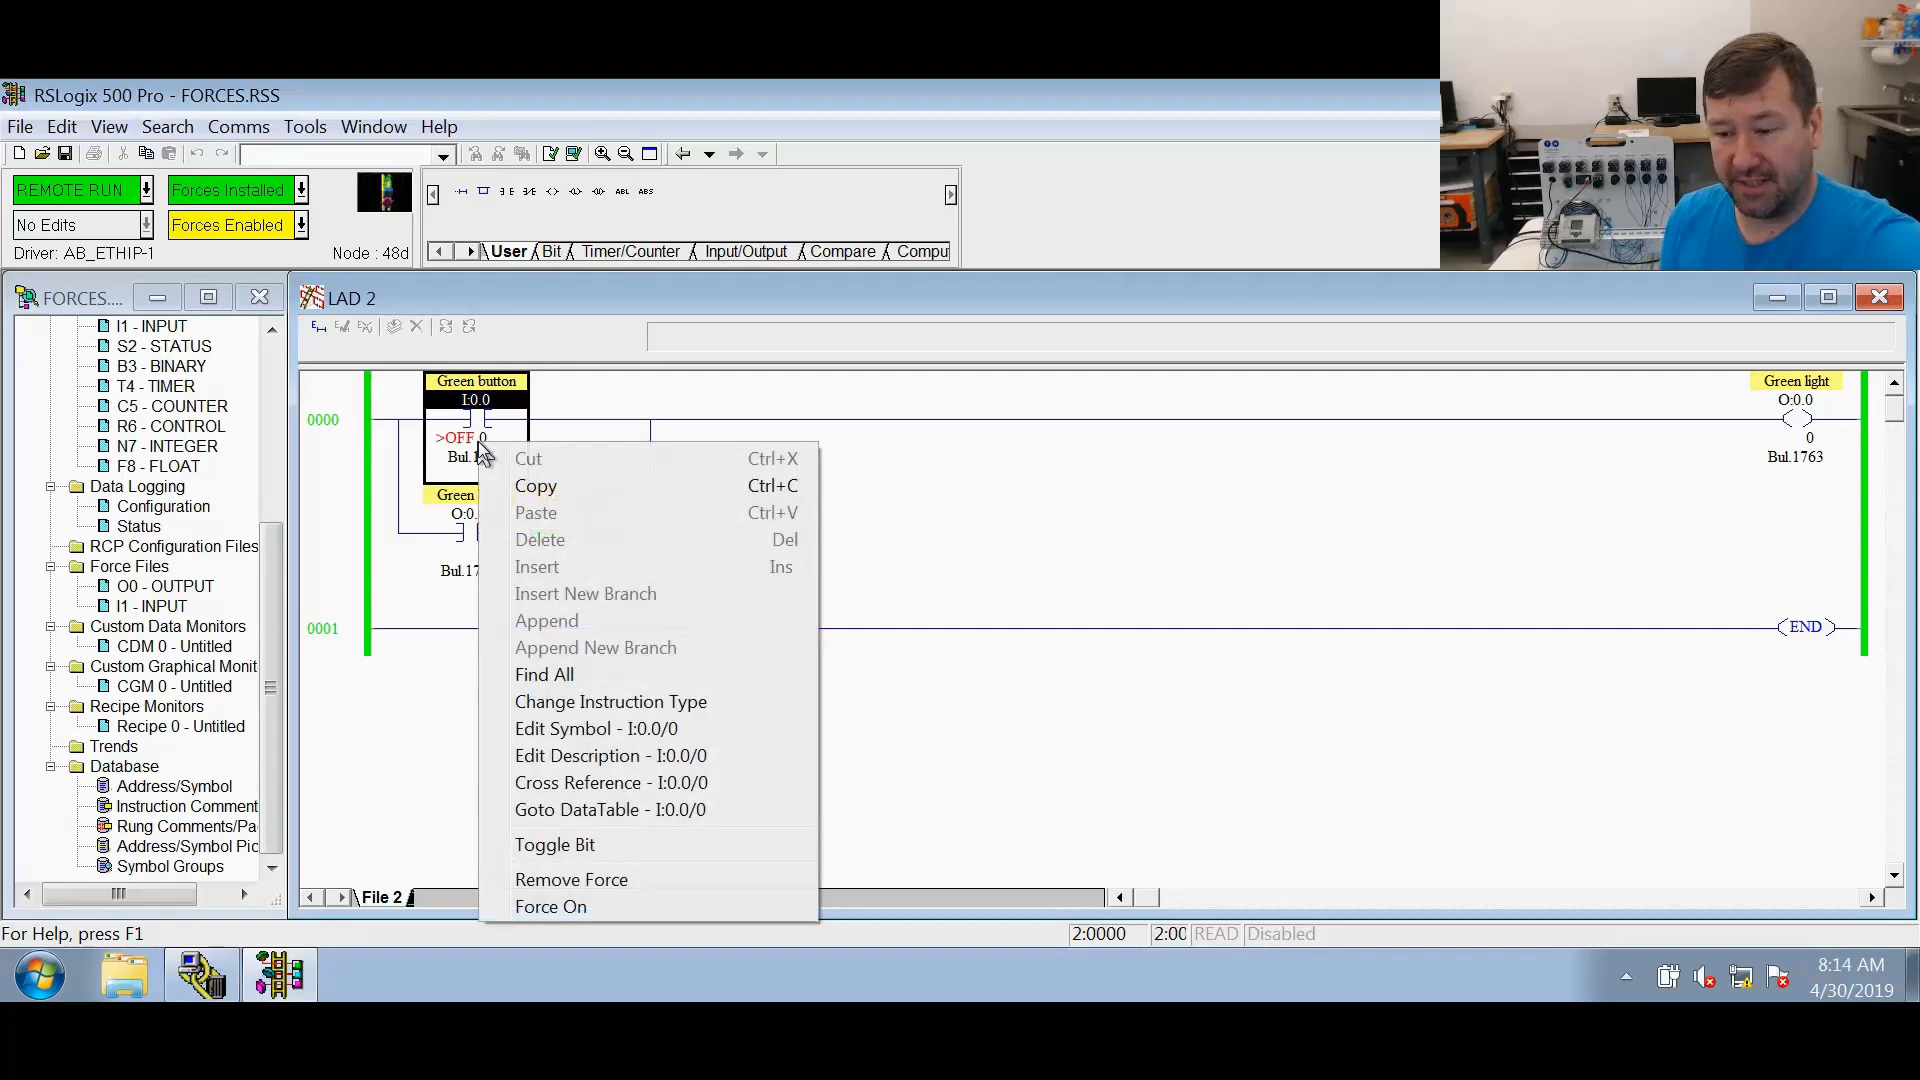 RSLogix 500 Pro - FORCES.RSS
File Edit View Search Comms Tools Window Help
REMOTE RUN Forces Installed
No Edits Forces Enabled
Driver: AB_ETHIP-1 Node : 48d
ABL ABS
User Bit Timer/Counter Input/Output Compare Compu
FORCES....
I1 - INPUT
S2 - STATUS
B3 - BINARY
T4 - TIMER
C5 - COUNTER
R6 - CONTROL
N7 - INTEGER
F8 - FLOAT
Data Logging
Configuration
Status
RCP Configuration Files
Force Files
O0 - OUTPUT
I1 - INPUT
Custom Data Monitors
CDM 0 - Untitled
Custom Graphical Monit
CGM 0 - Untitled
Recipe Monitors
Recipe 0 - Untitled
Trends
Database
Address/Symbol
Instruction Comment
Rung Comments/Pa
Address/Symbol Pic
Symbol Groups
LAD 2
Green button
I:0.0
0000
>OFF 0
Bul.1
Green
O:0.
Bul.17
Green light
O:0.0
0
Bul.1763
0001
END
Cut Ctrl+X
Copy Ctrl+C
Paste Ctrl+V
Delete Del
Insert Ins
Insert New Branch
Append
Append New Branch
Find All
Change Instruction Type
Edit Symbol - I:0.0/0
Edit Description - I:0.0/0
Cross Reference - I:0.0/0
Goto DataTable - I:0.0/0
Toggle Bit
Remove Force
Force On
File 2
For Help, press F1
2:0000 2:00 READ Disabled
8:14 AM
4/30/2019